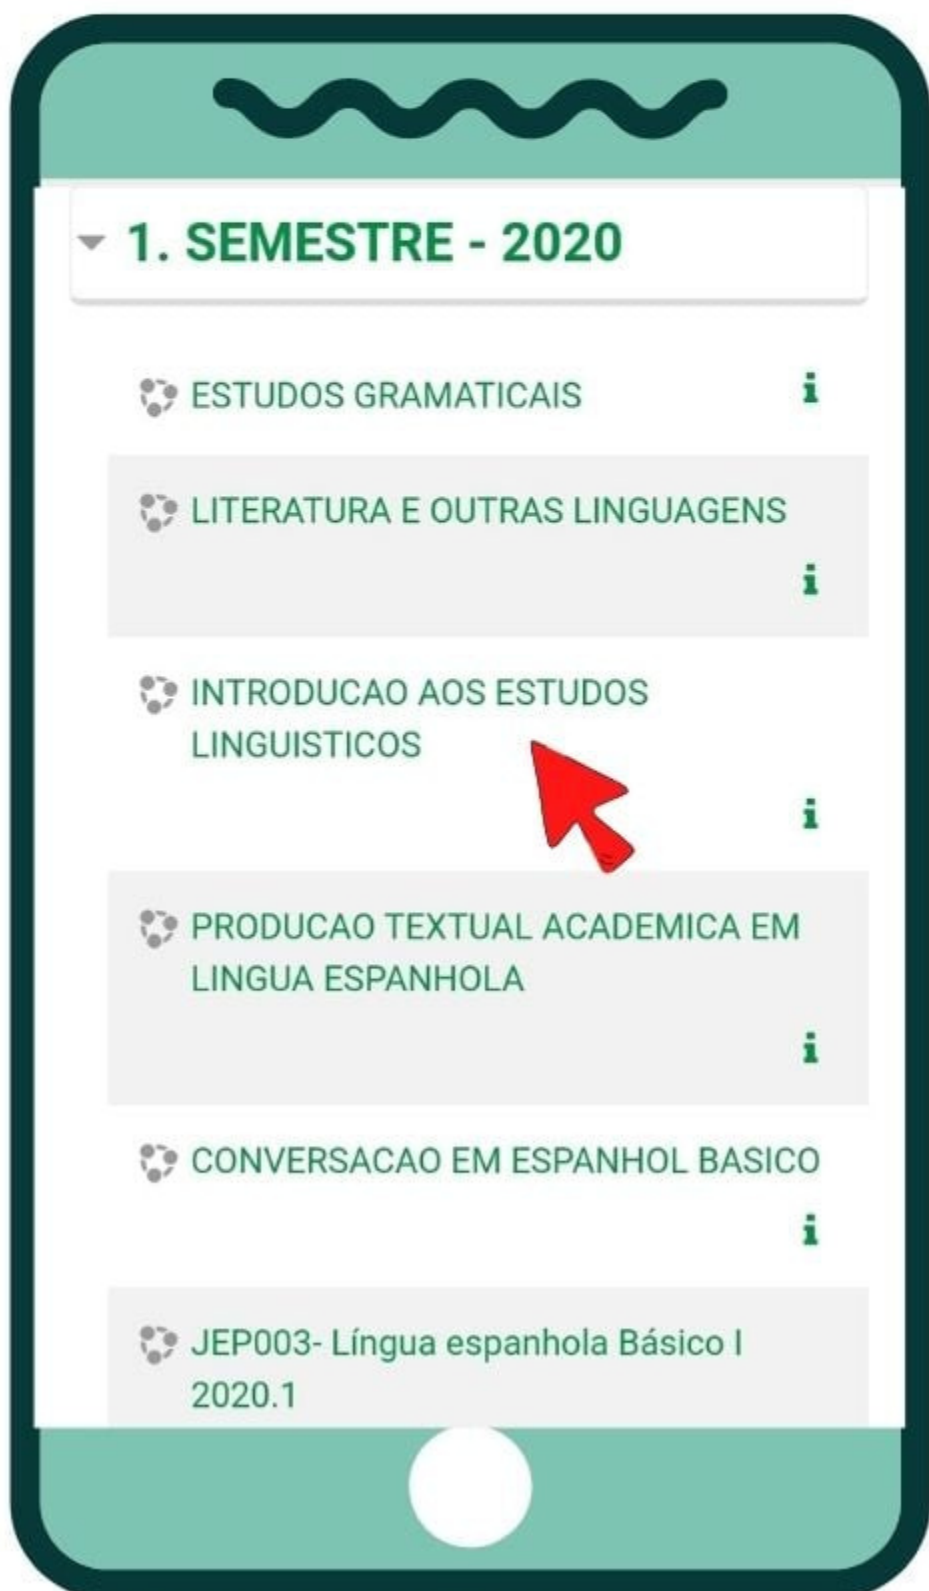 1. SEMESTRE - 2020
ESTUDOS GRAMATICAIS
LITERATURA E OUTRAS LINGUAGENS
INTRODUCAO AOS ESTUDOS
LINGUISTICOS
PRODUCAO TEXTUAL ACADEMICA EM
LINGUA ESPANHOLA
CONVERSACAO EM ESPANHOL BASICO
JEP003- Língua espanhola Básico I
2020.1